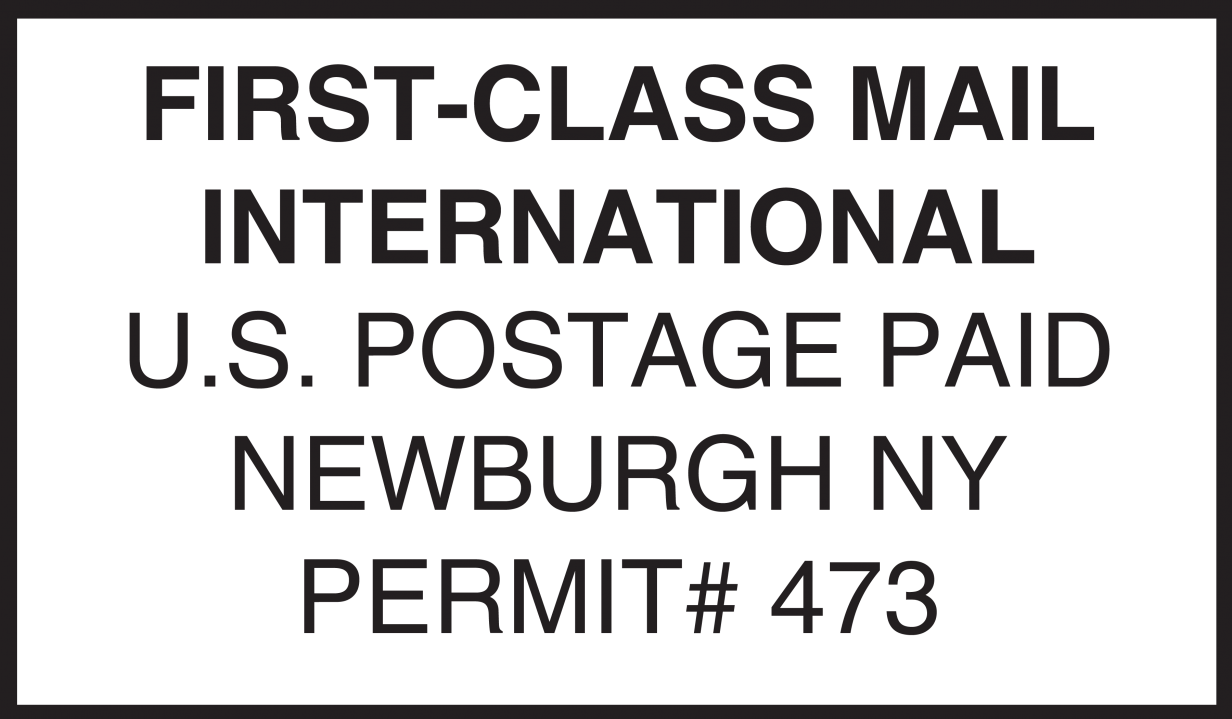 FIRST-CLASS MAIL
INTERNATIONAL
U.S. POSTAGE PAID
NEWBURGH NY
PERMIT# 473